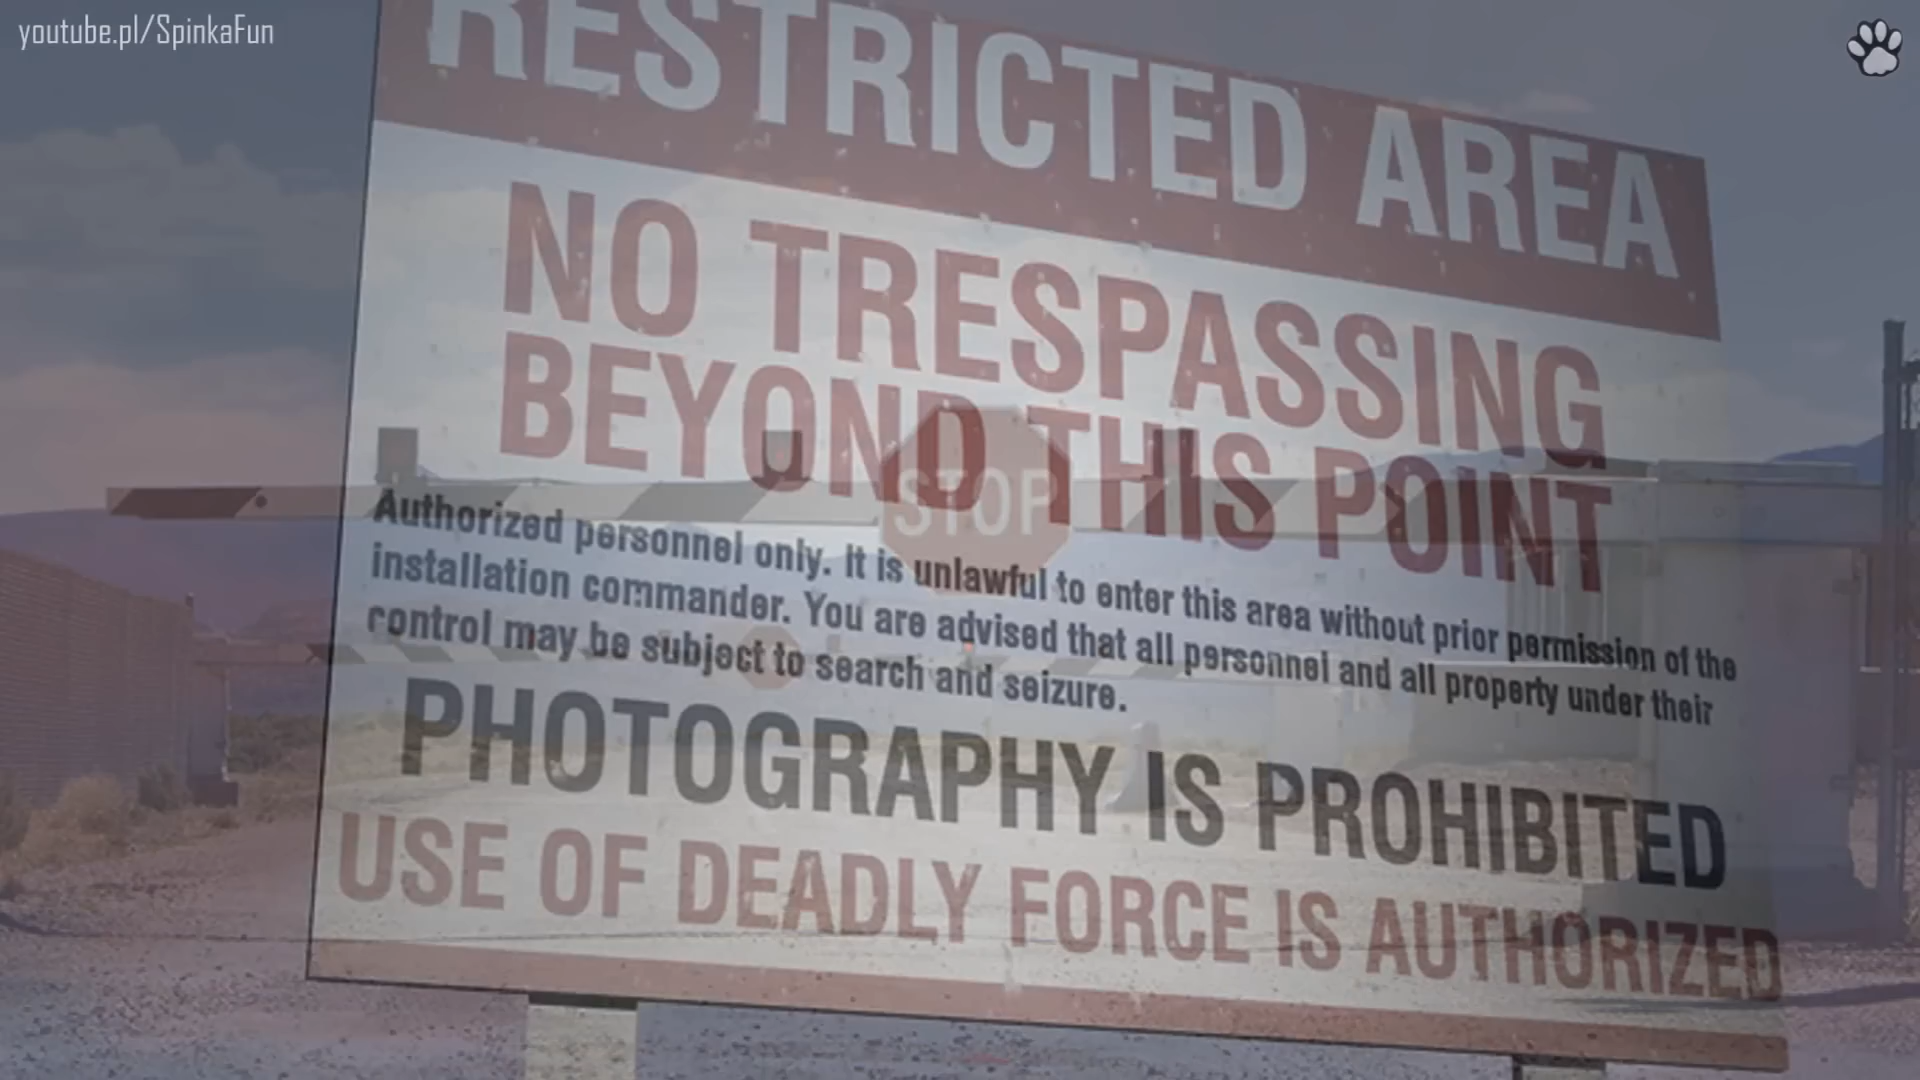 youtube.pl/SpinkaFun
RESTRICTED AREA
NO TRESPASSING
BEYOND THIS POINT
STOP
Authorized personnel only. It is unlawful to enter this area without prior permission of the
installation commander. You are advised that all personnel and all property under their
control may be subject to search and seizure.
PHOTOGRAPHY IS PROHIBITED
USE OF DEADLY FORCE IS AUTHORIZED